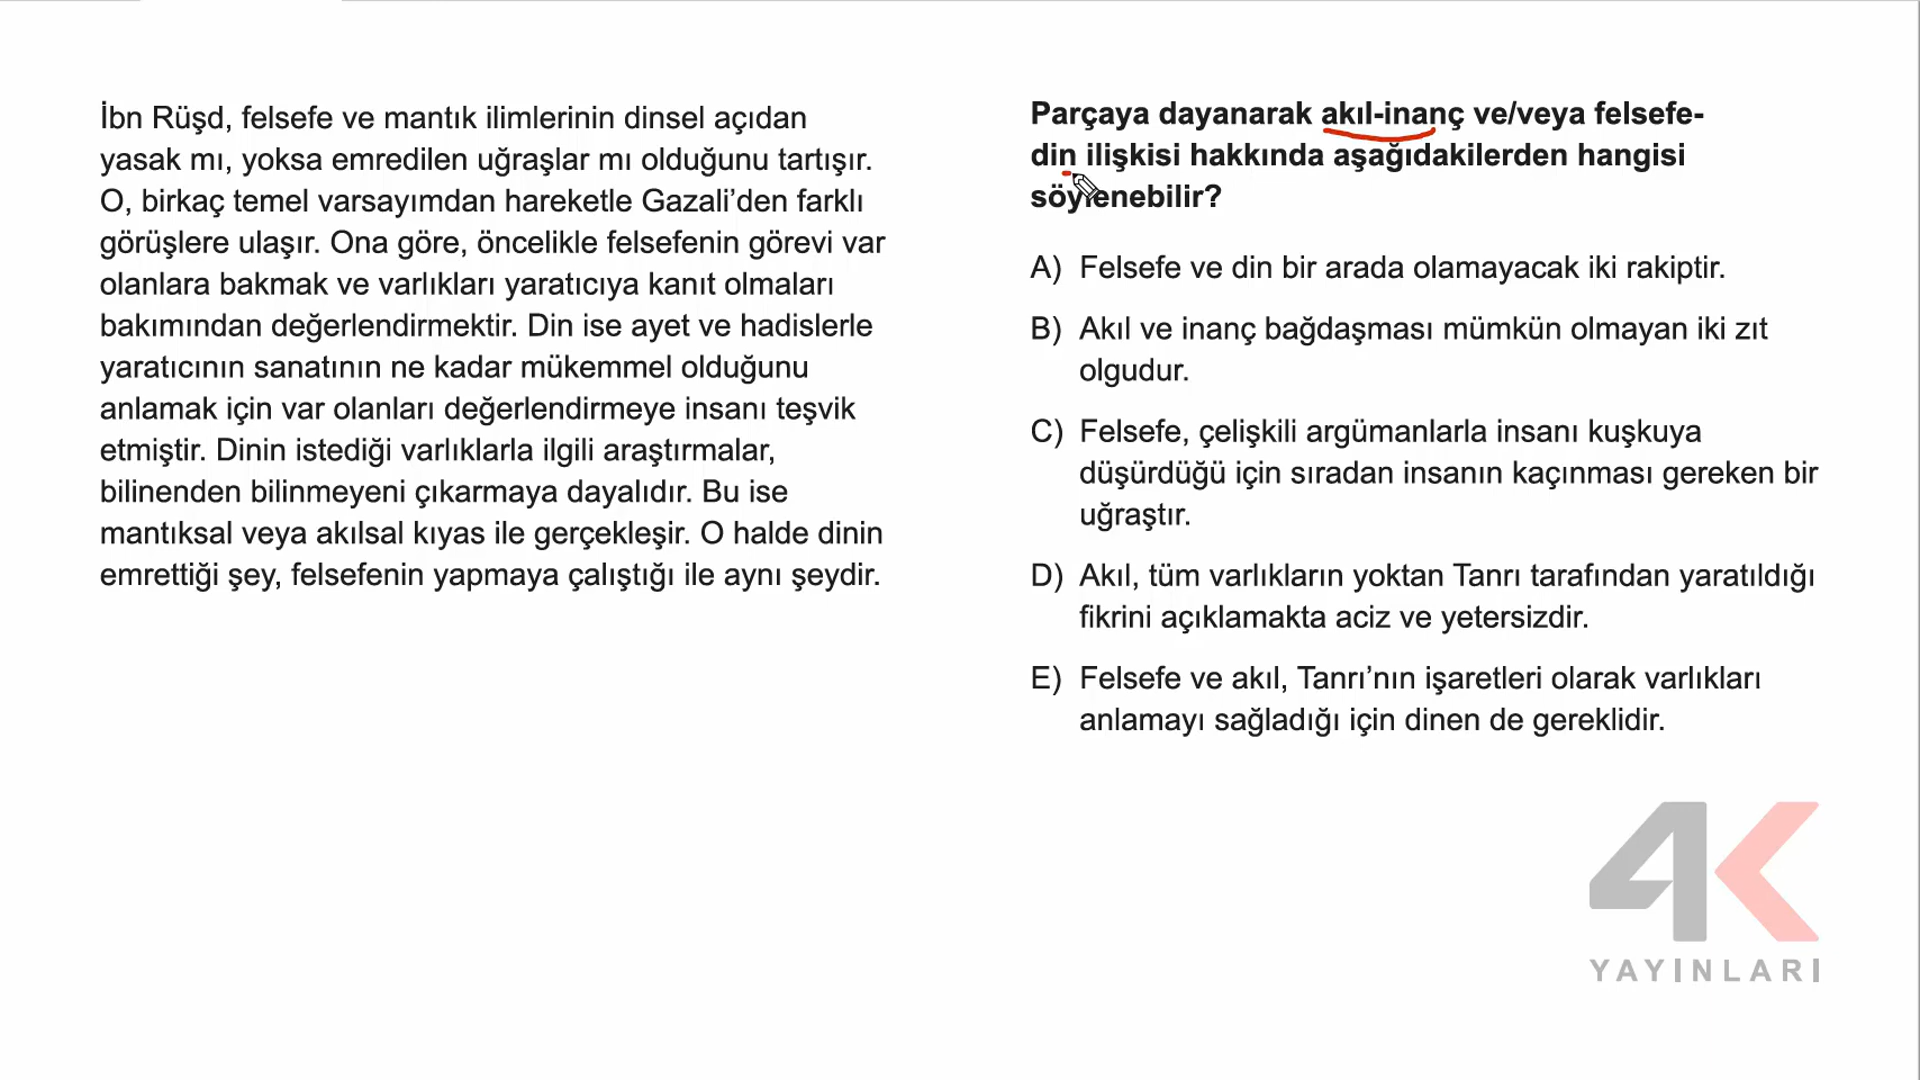 İbn Rüşd, felsefe ve mantık ilimlerinin dinsel açıdan
yasak mı, yoksa emredilen uğraşlar mı olduğunu tartışır.
O, birkaç temel varsayımdan hareketle Gazali’den farklı
görüşlere ulaşır. Ona göre, öncelikle felsefenin görevi var
olanlara bakmak ve varlıkları yaratıcıya kanıt olmaları
bakımından değerlendirmektir. Din ise ayet ve hadislerle
yaratıcının sanatının ne kadar mükemmel olduğunu
anlamak için var olanları değerlendirmeye insanı teşvik
etmiştir. Dinin istediği varlıklarla ilgili araştırmalar,
bilinenden bilinmeyeni çıkarmaya dayalıdır. Bu ise
mantıksal veya akılsal kıyas ile gerçekleşir. O halde dinin
emrettiği şey, felsefenin yapmaya çalıştığı ile aynı şeydir.
Parçaya dayanarak akıl-inanç ve/veya felsefe-
din ilişkisi hakkında aşağıdakilerden hangisi
söylenebilir?
A) Felsefe ve din bir arada olamayacak iki rakiptir.
B) Akıl ve inanç bağdaşması mümkün olmayan iki zıt
olgudur.
C) Felsefe, çelişkili argümanlarla insanı kuşkuya
düşürdüğü için sıradan insanın kaçınması gereken bir
uğraştır.
D) Akıl, tüm varlıkların yoktan Tanrı tarafından yaratıldığı
fikrini açıklamakta aciz ve yetersizdir.
E) Felsefe ve akıl, Tanrı’nın işaretleri olarak varlıkları
anlamayı sağladığı için dinen de gereklidir.
4K
YAYINLARI